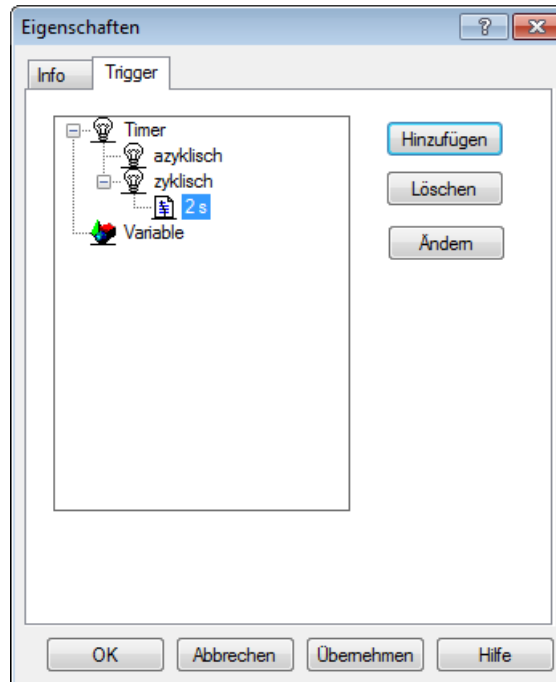 Eigenschaften
Info
Trigger
Timer
azyklisch
zyklisch
2 s
Variable
Hinzufügen
Löschen
Ändern
OK
Abbrechen
Übernehmen
Hilfe